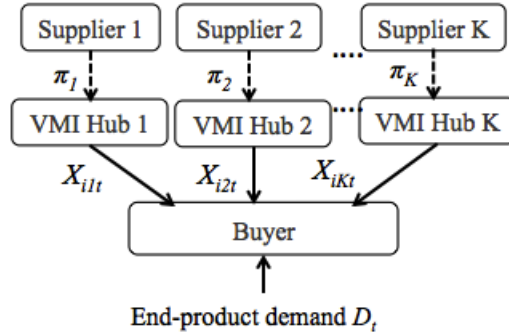 Supplier 1 Supplier 2 .... Supplier K
π1 π2 πK
VMI Hub 1 VMI Hub 2 .... VMI Hub K
Xi1t Xi2t XiKt
Buyer
End-product demand Dt